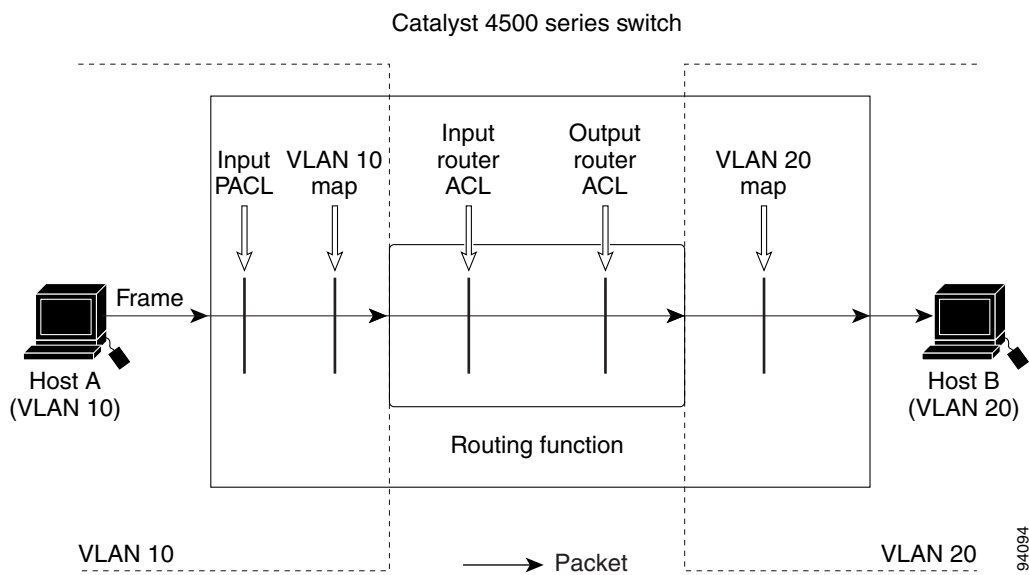 Catalyst 4500 series switch
Input
PACL
VLAN 10
map
Input
router
ACL
Output
router
ACL
VLAN 20
map
Frame
Host A
(VLAN 10)
Host B
(VLAN 20)
Routing function
VLAN 10
Packet
VLAN 20
94094